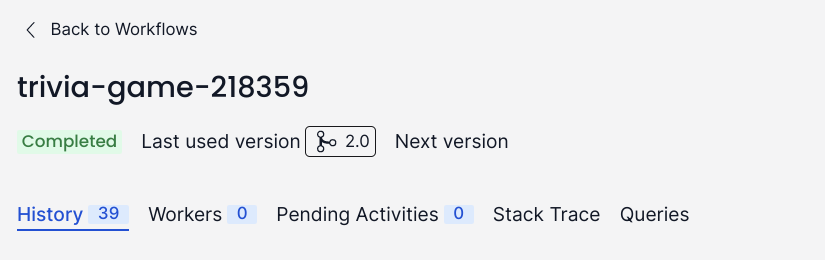 Back to Workflows
trivia-game-218359
Completed Last used version 2.0 Next version
History 39 Workers 0 Pending Activities 0 Stack Trace Queries